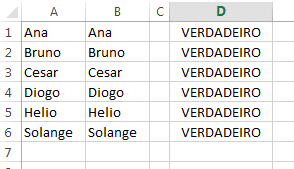 A B C D
1 Ana Ana VERDADEIRO
2 Bruno Bruno VERDADEIRO
3 Cesar Cesar VERDADEIRO
4 Diogo Diogo VERDADEIRO
5 Helio Helio VERDADEIRO
6 Solange Solange VERDADEIRO
7